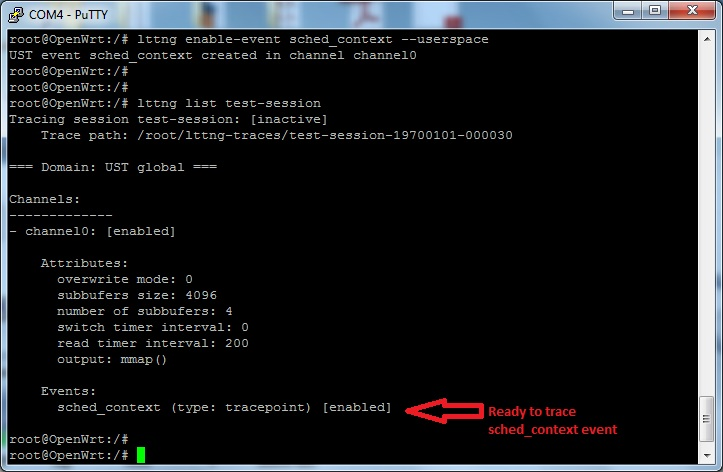 COM4 - PuTTY
root@OpenWrt:/# lttng enable-event sched_context --userspace
UST event sched_context created in channel channel0
root@OpenWrt:/#
root@OpenWrt:/#
root@OpenWrt:/# lttng list test-session
Tracing session test-session: [inactive]
    Trace path: /root/lttng-traces/test-session-19700101-000030
=== Domain: UST global ===
Channels:
-------------
- channel0: [enabled]
    Attributes:
      overwrite mode: 0
      subbufers size: 4096
      number of subbufers: 4
      switch timer interval: 0
      read timer interval: 200
      output: mmap()
    Events:
      sched_context (type: tracepoint) [enabled]
Ready to trace
sched_context event
root@OpenWrt:/#
root@OpenWrt:/#